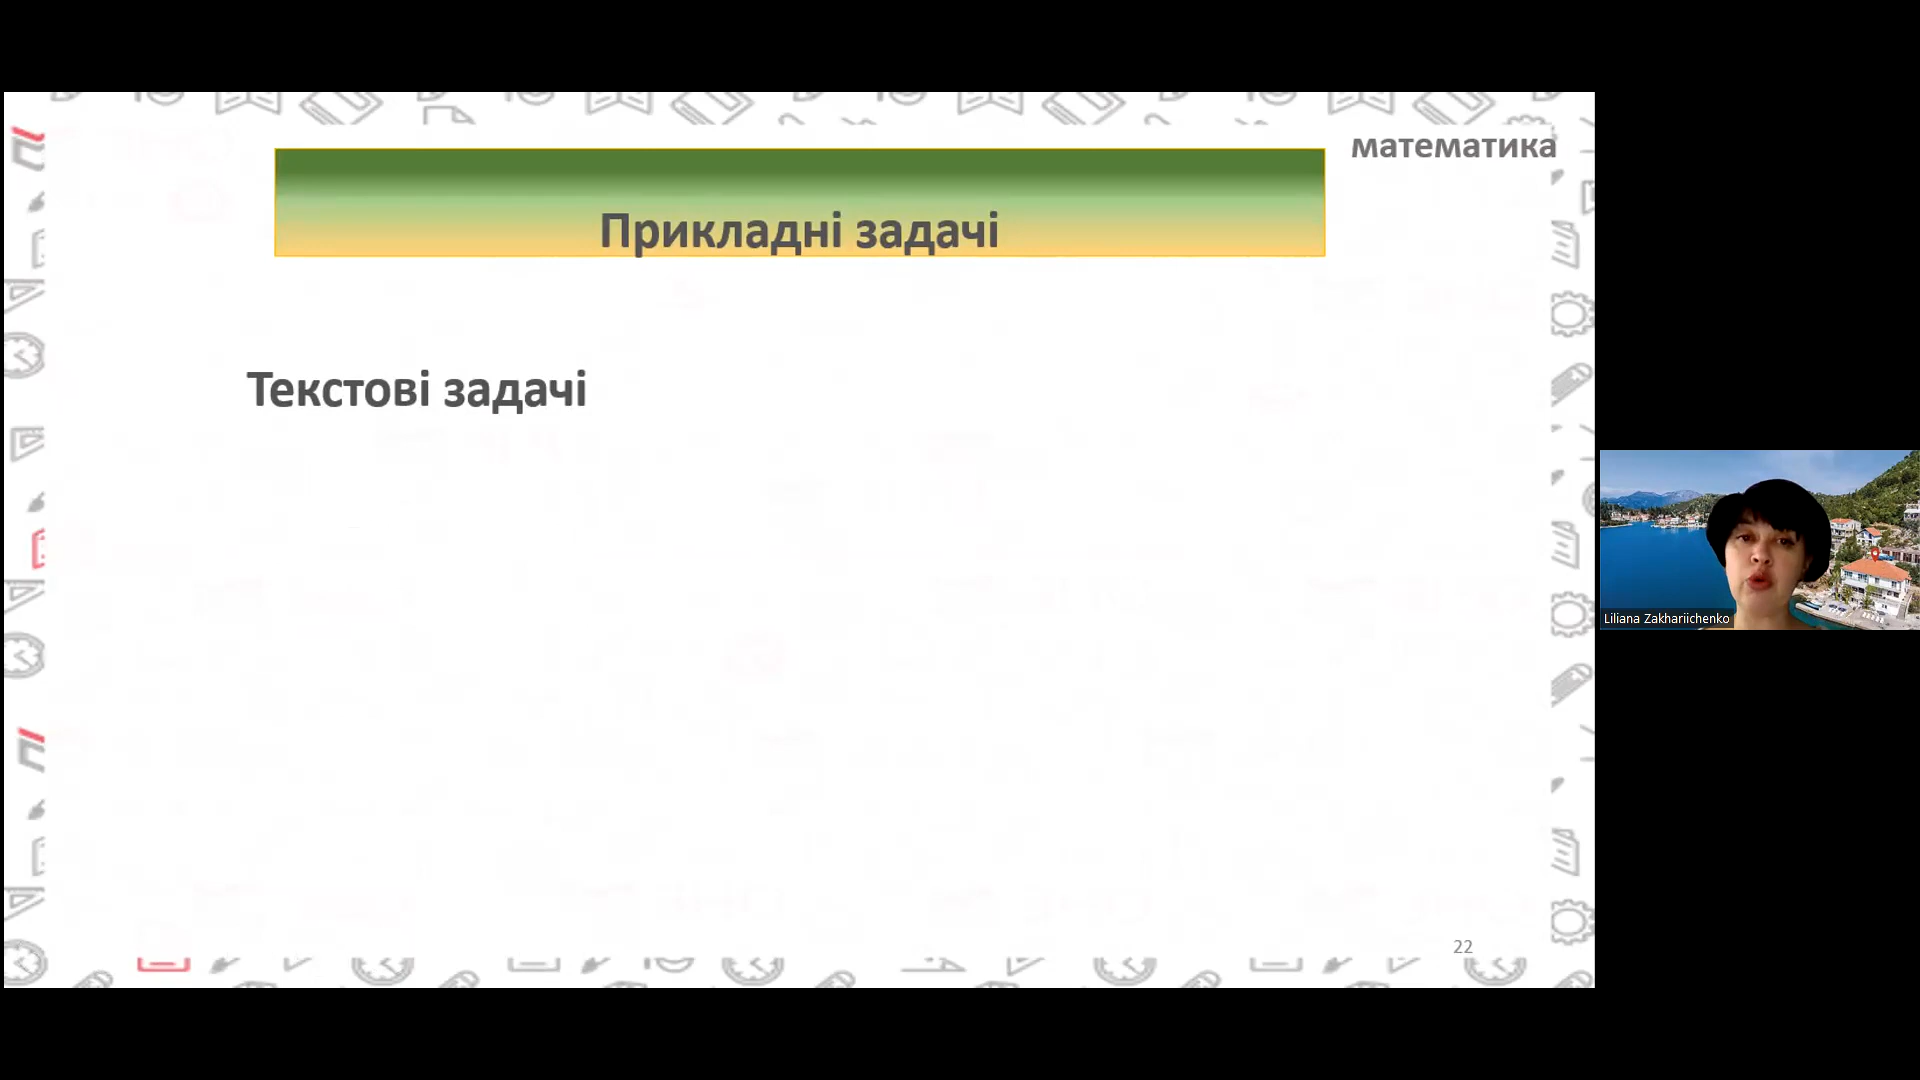 математика
Прикладні задачі
Текстові задачі
Liliana Zakhariichenko
22